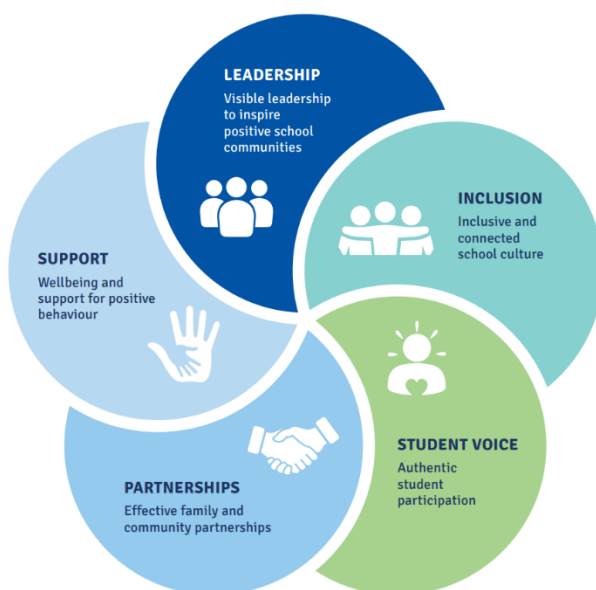 LEADERSHIP
Visible leadership
to inspire
positive school
communities
INCLUSION
Inclusive and
connected
school culture
STUDENT VOICE
Authentic
student
participation
PARTNERSHIPS
Effective family and
community partnerships
SUPPORT
Wellbeing and
support for positive
behaviour